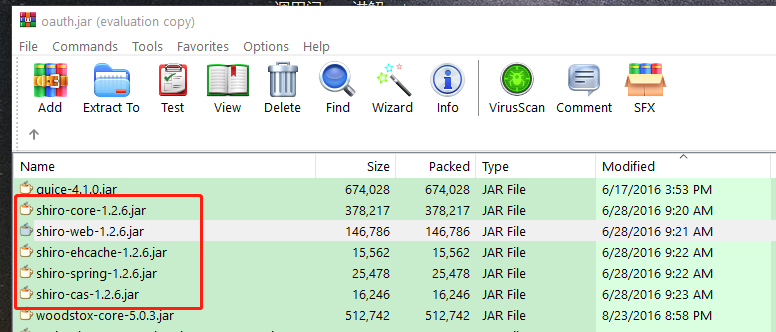 oauth.jar (evaluation copy)
File Commands Tools Favorites Options Help
Add Extract To Test View Delete Find Wizard Info VirusScan Comment SFX
Name Size Packed Type Modified
guice-4.1.0.jar 674,028 674,028 JAR File 6/17/2016 3:53 PM
shiro-core-1.2.6.jar 378,217 378,217 JAR File 6/28/2016 9:20 AM
shiro-web-1.2.6.jar 146,786 146,786 JAR File 6/28/2016 9:21 AM
shiro-ehcache-1.2.6.jar 15,562 15,562 JAR File 6/28/2016 9:22 AM
shiro-spring-1.2.6.jar 25,478 25,478 JAR File 6/28/2016 9:22 AM
shiro-cas-1.2.6.jar 16,246 16,246 JAR File 6/28/2016 9:23 AM
woodstox-core-5.0.3.jar 512,742 512,742 JAR File 8/23/2016 8:58 PM